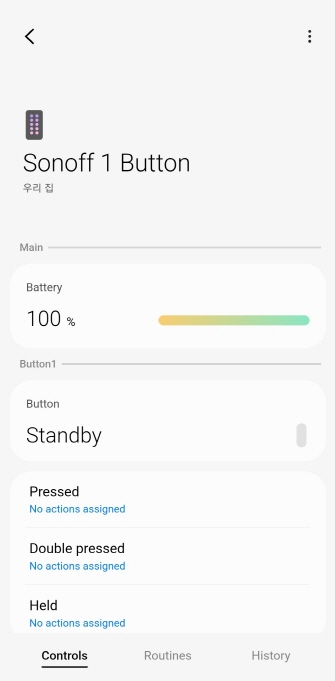 Sonoff 1 Button
우리 집
Main
Battery
100 %
Button1
Button
Standby
Pressed
No actions assigned
Double pressed
No actions assigned
Held
No actions assigned
Controls Routines History